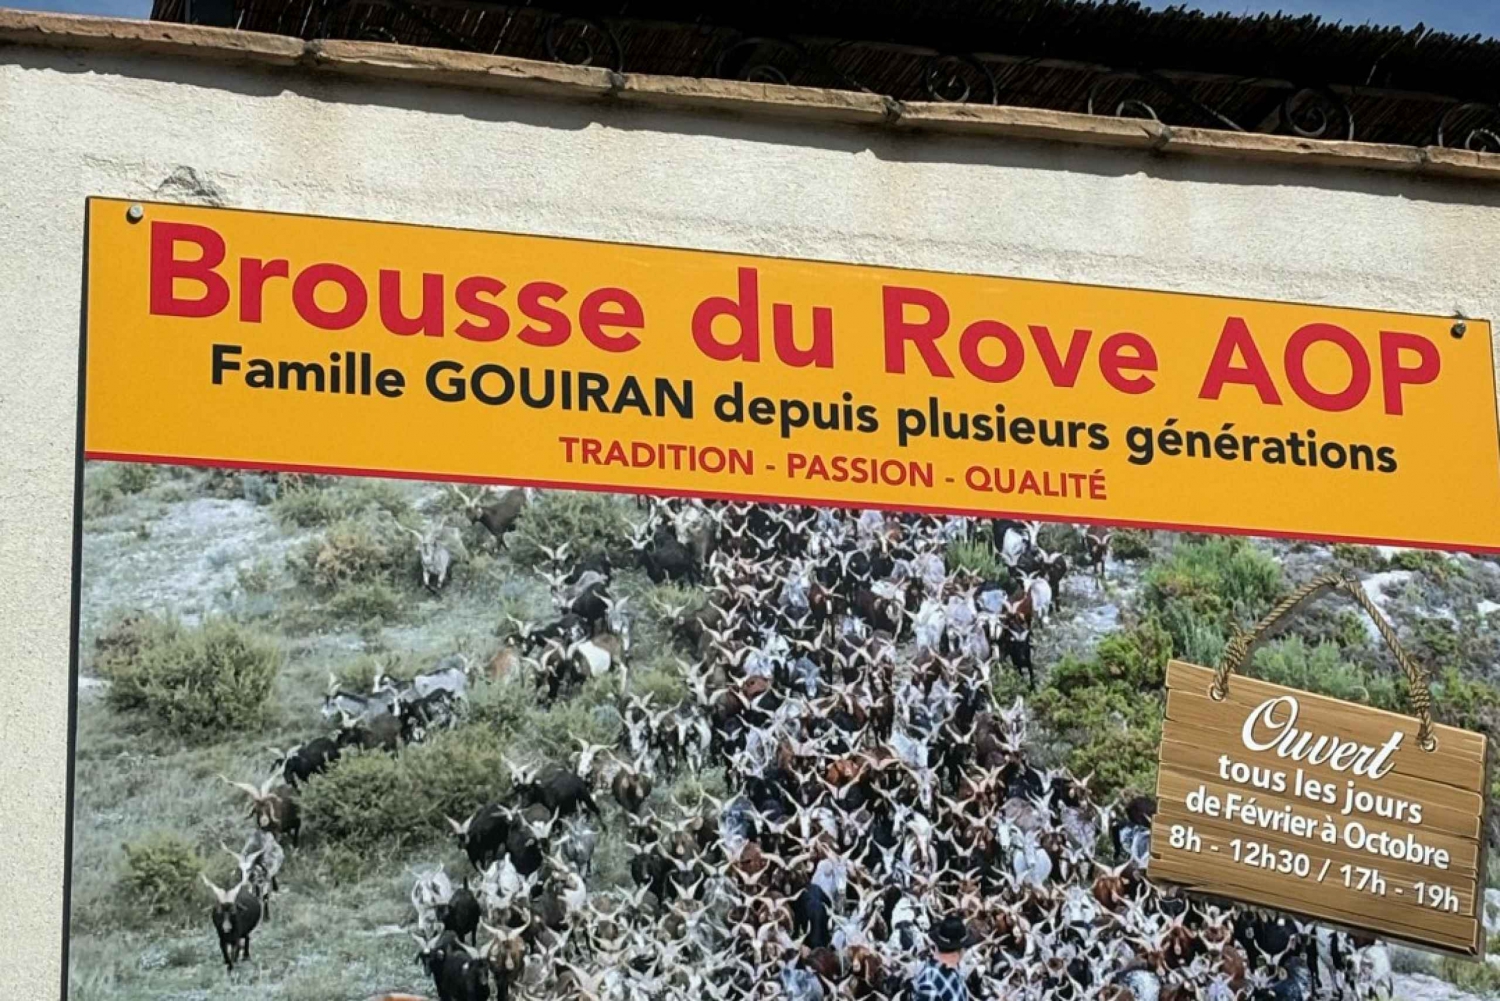 Brousse du Rove AOP
Famille GOUIRAN depuis plusieurs générations
TRADITION - PASSION - QUALITÉ
Ouvert
tous les jours
de Février à Octobre
8h - 12h30 / 17h - 19h